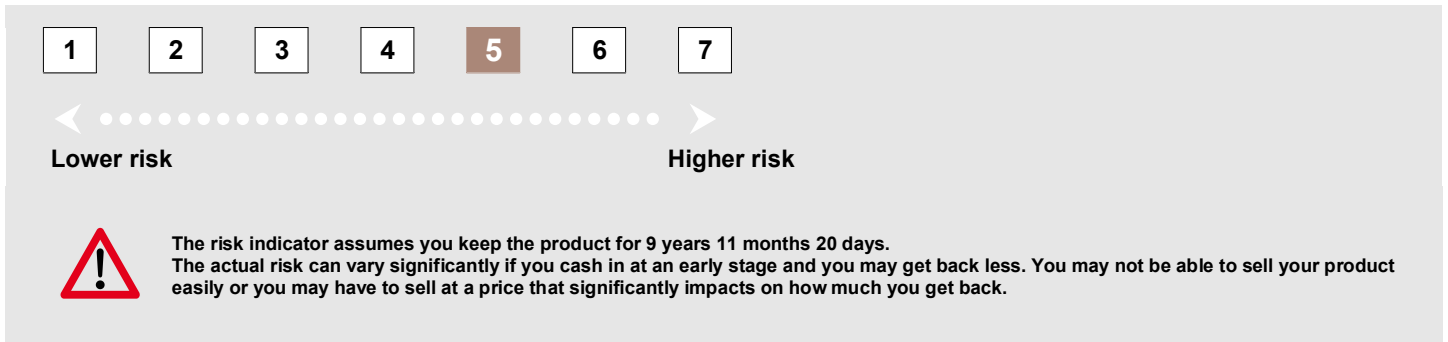 1 2 3 4 5 6 7
Lower risk Higher risk
The risk indicator assumes you keep the product for 9 years 11 months 20 days.
The actual risk can vary significantly if you cash in at an early stage and you may get back less. You may not be able to sell your product
easily or you may have to sell at a price that significantly impacts on how much you get back.